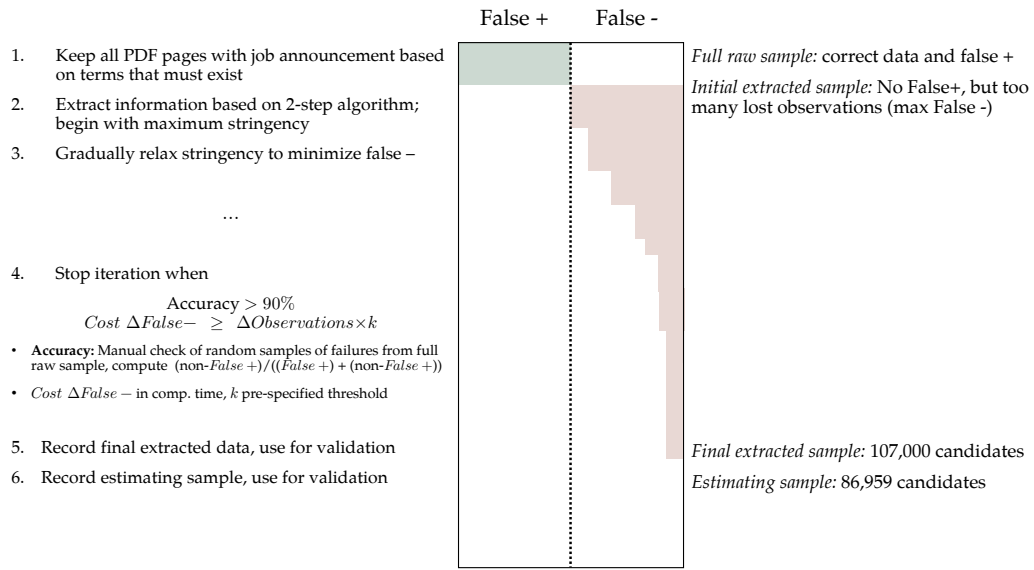 False + False -
1. Keep all PDF pages with job announcement based
on terms that must exist
Full raw sample: correct data and false +
2. Extract information based on 2-step algorithm;
begin with maximum stringency
Initial extracted sample: No False+, but too
many lost observations (max False -)
3. Gradually relax stringency to minimize false –
…
4. Stop iteration when
Accuracy > 90%
Cost ΔFalse− ≥ ΔObservations×k
• Accuracy: Manual check of random samples of failures from full
raw sample, compute (non-False +)/((False +) + (non-False +))
• Cost ΔFalse − in comp. time, k pre-specified threshold
5. Record final extracted data, use for validation
Final extracted sample: 107,000 candidates
6. Record estimating sample, use for validation
Estimating sample: 86,959 candidates